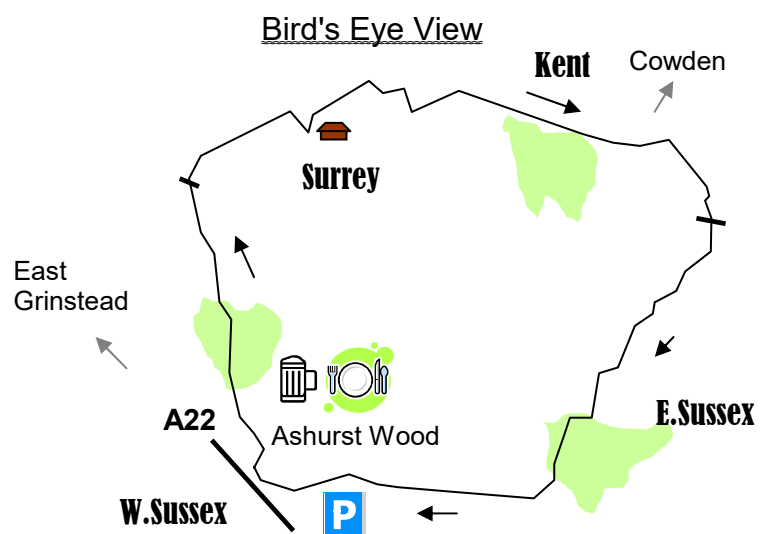 Bird's Eye View
Kent
Cowden
Surrey
East
Grinstead
A22
Ashurst Wood
E.Sussex
W.Sussex
P